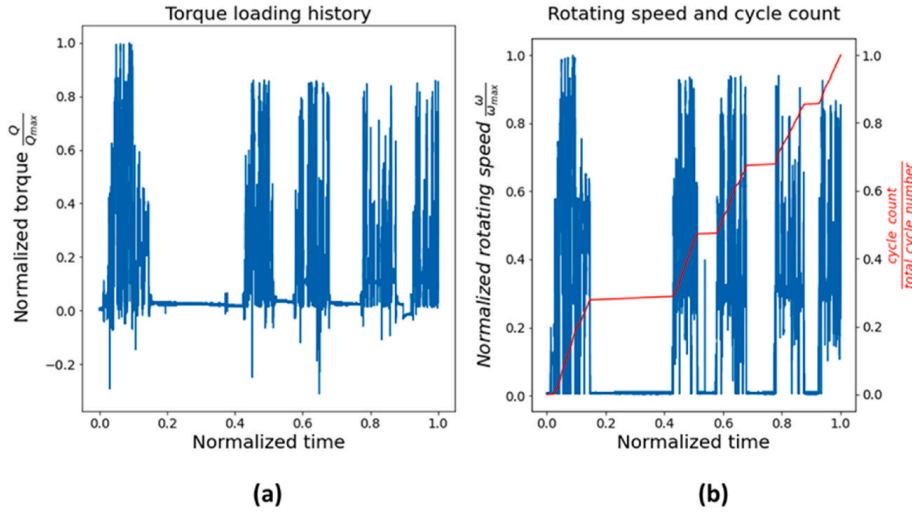 Torque loading history
Normalized torque Q/Q_max
1.0
0.8
0.6
0.4
0.2
0.0
−0.2
0.0 0.2 0.4 0.6 0.8 1.0
Normalized time
(a)
Rotating speed and cycle count
Normalized rotating speed ω/ω_max
1.0
0.8
0.6
0.4
0.2
0.0
0.0 0.2 0.4 0.6 0.8 1.0
Normalized time
1.0
0.8
0.6
0.4
0.2
0.0
cycle count
total cycle number
(b)